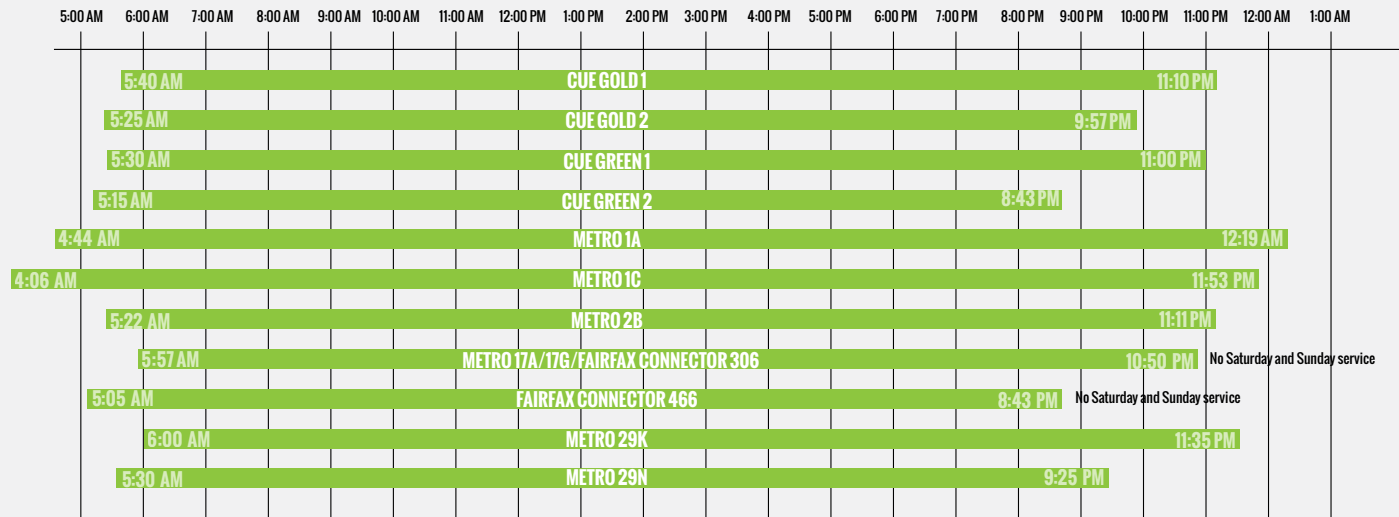 5:00 AM 6:00 AM 7:00 AM 8:00 AM 9:00 AM 10:00 AM 11:00 AM 12:00 PM 1:00 PM 2:00 PM 3:00 PM 4:00 PM 5:00 PM 6:00 PM 7:00 PM 8:00 PM 9:00 PM 10:00 PM 11:00 PM 12:00 AM 1:00 AM
5:40 AM CUE GOLD 1 11:10 PM
5:25 AM CUE GOLD 2 9:57 PM
5:30 AM CUE GREEN 1 11:00 PM
5:15 AM CUE GREEN 2 8:43 PM
4:44 AM METRO 1A 12:19 AM
4:06 AM METRO 1C 11:53 PM
5:22 AM METRO 2B 11:11 PM
5:57 AM METRO 17A/17G/FAIRFAX CONNECTOR 306 10:50 PM No Saturday and Sunday service
5:05 AM FAIRFAX CONNECTOR 466 8:43 PM No Saturday and Sunday service
6:00 AM METRO 29K 11:35 PM
5:30 AM METRO 29N 9:25 PM